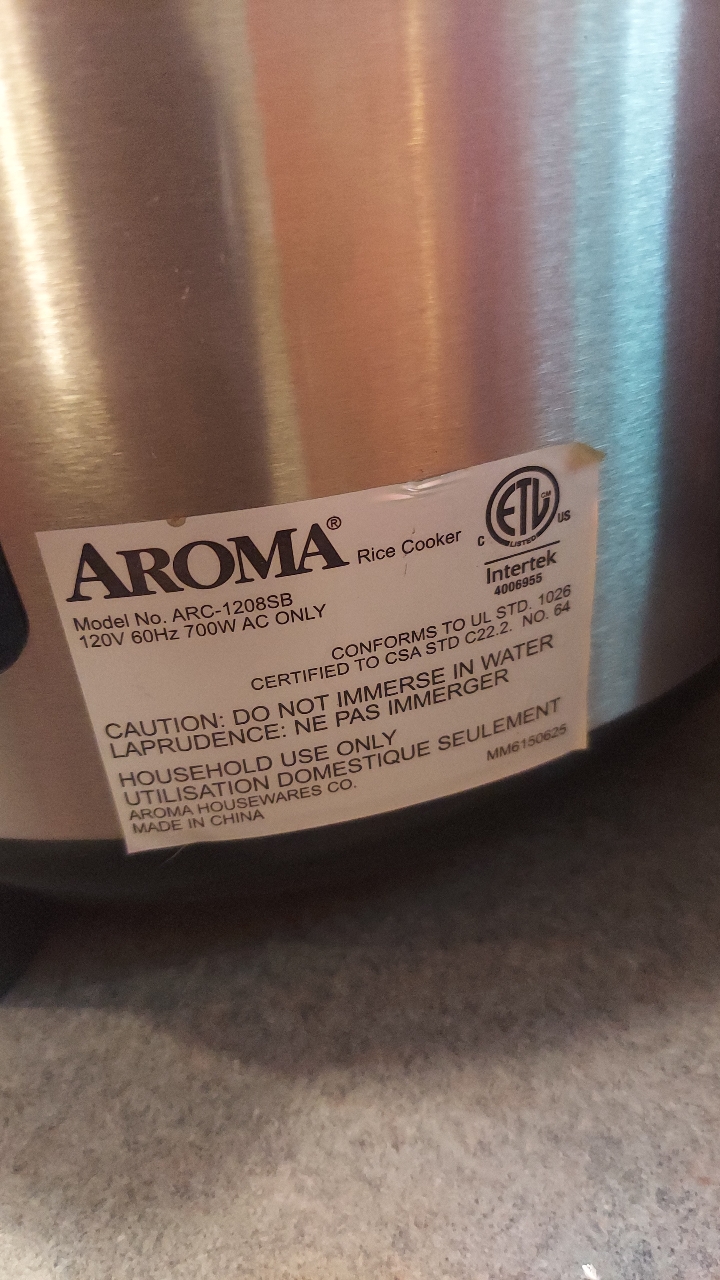 AROMA® Rice Cooker
Model No. ARC-1208SB
120V 60Hz 700W AC ONLY
ETL CM
LISTED
C US
Intertek
4006955
CONFORMS TO UL STD. 1026
CERTIFIED TO CSA STD C22.2. NO. 64
CAUTION: DO NOT IMMERSE IN WATER
LAPRUDENCE: NE PAS IMMERGER
HOUSEHOLD USE ONLY
UTILISATION DOMESTIQUE SEULEMENT
AROMA HOUSEWARES CO.
MADE IN CHINA
MM6150625